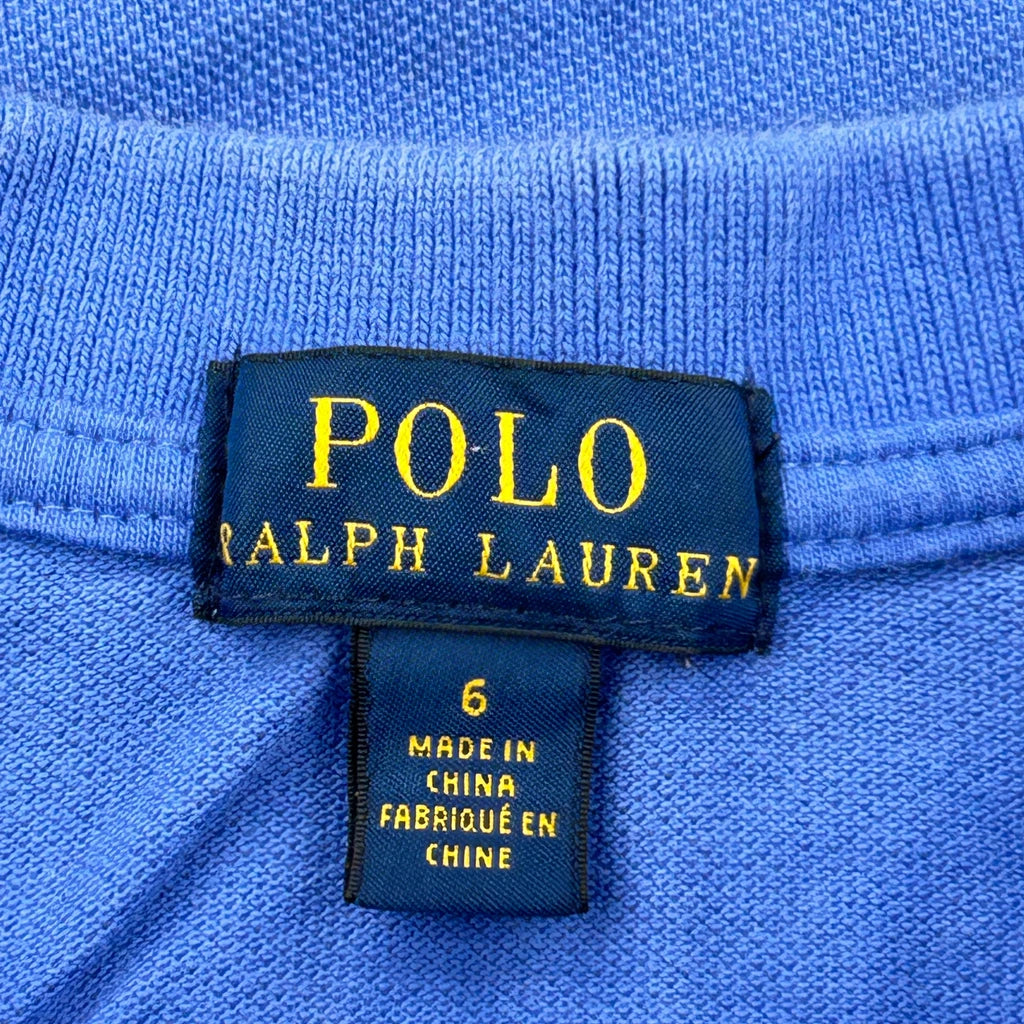 POLO
RALPH LAUREN
6
MADE IN
CHINA
FABRIQUÉ EN
CHINE